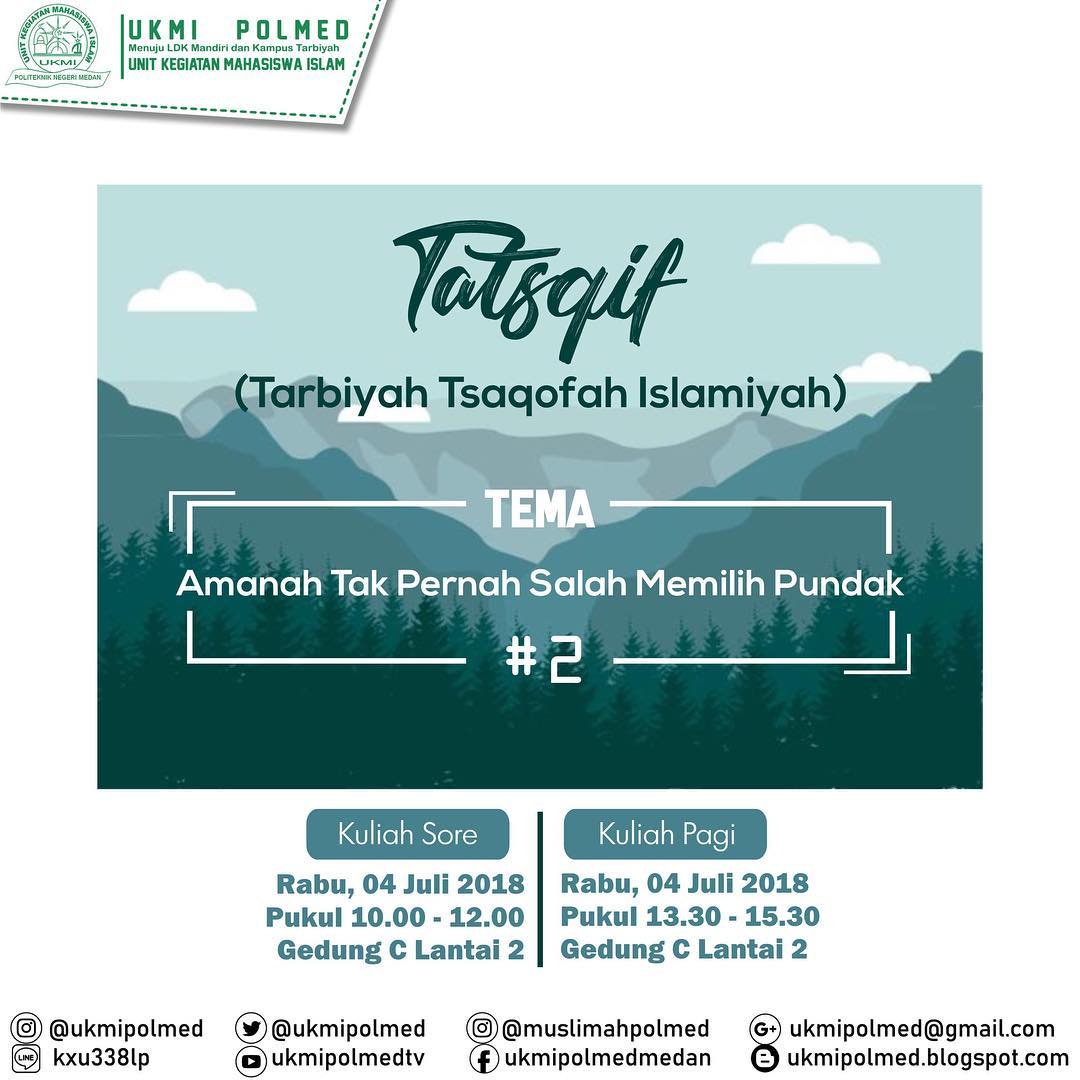 UNIT KEGIATAN MAHASISWA ISLAM
UKMI
POLITEKNIK NEGERI MEDAN
UKMI POLMED
Menuju LDK Mandiri dan Kampus Tarbiyah
UNIT KEGIATAN MAHASISWA ISLAM
Tatsqif
(Tarbiyah Tsaqofah Islamiyah)
TEMA
Amanah Tak Pernah Salah Memilih Pundak
#2
Kuliah Sore
Rabu, 04 Juli 2018
Pukul 10.00 - 12.00
Gedung C Lantai 2
Kuliah Pagi
Rabu, 04 Juli 2018
Pukul 13.30 - 15.30
Gedung C Lantai 2
@ukmipolmed @ukmipolmed @muslimahpolmed G+ ukmipolmed@gmail.com
LINE kxu338lp ukmipolmedtv ukmipolmedmedan ukmipolmed.blogspot.com